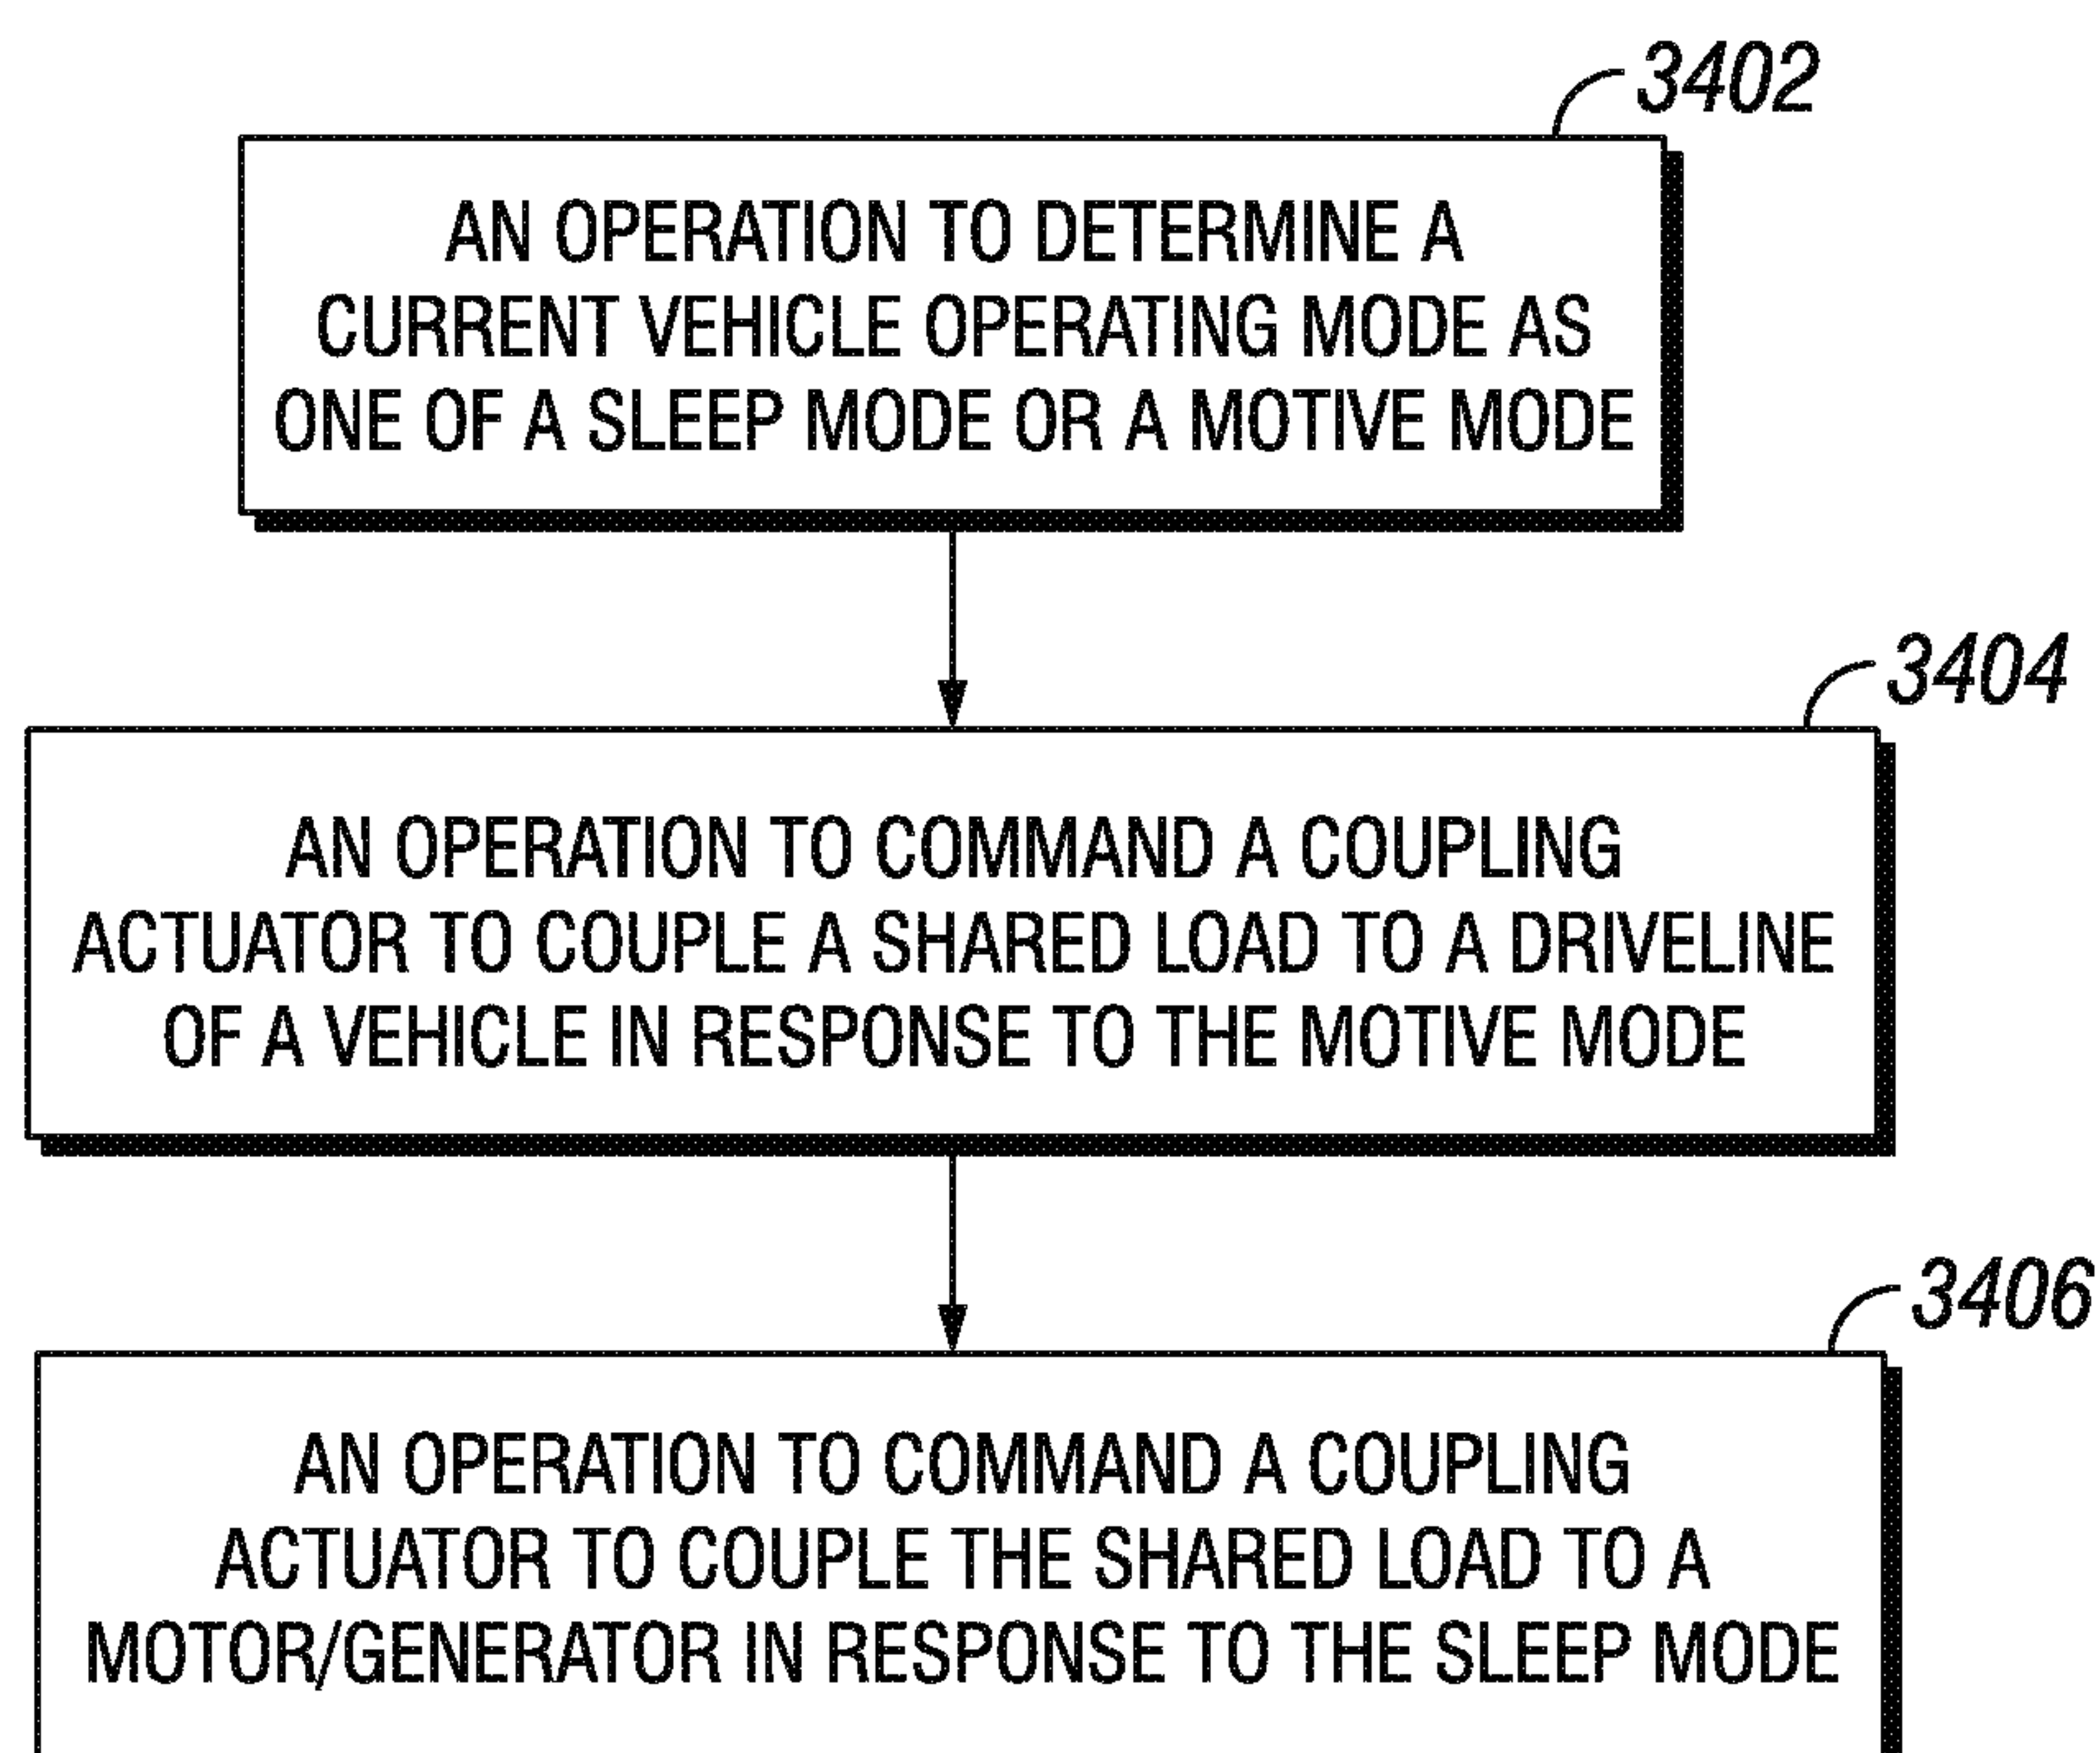 3402
AN OPERATION TO DETERMINE A
CURRENT VEHICLE OPERATING MODE AS
ONE OF A SLEEP MODE OR A MOTIVE MODE
3404
AN OPERATION TO COMMAND A COUPLING
ACTUATOR TO COUPLE A SHARED LOAD TO A DRIVELINE
OF A VEHICLE IN RESPONSE TO THE MOTIVE MODE
3406
AN OPERATION TO COMMAND A COUPLING
ACTUATOR TO COUPLE THE SHARED LOAD TO A
MOTOR/GENERATOR IN RESPONSE TO THE SLEEP MODE